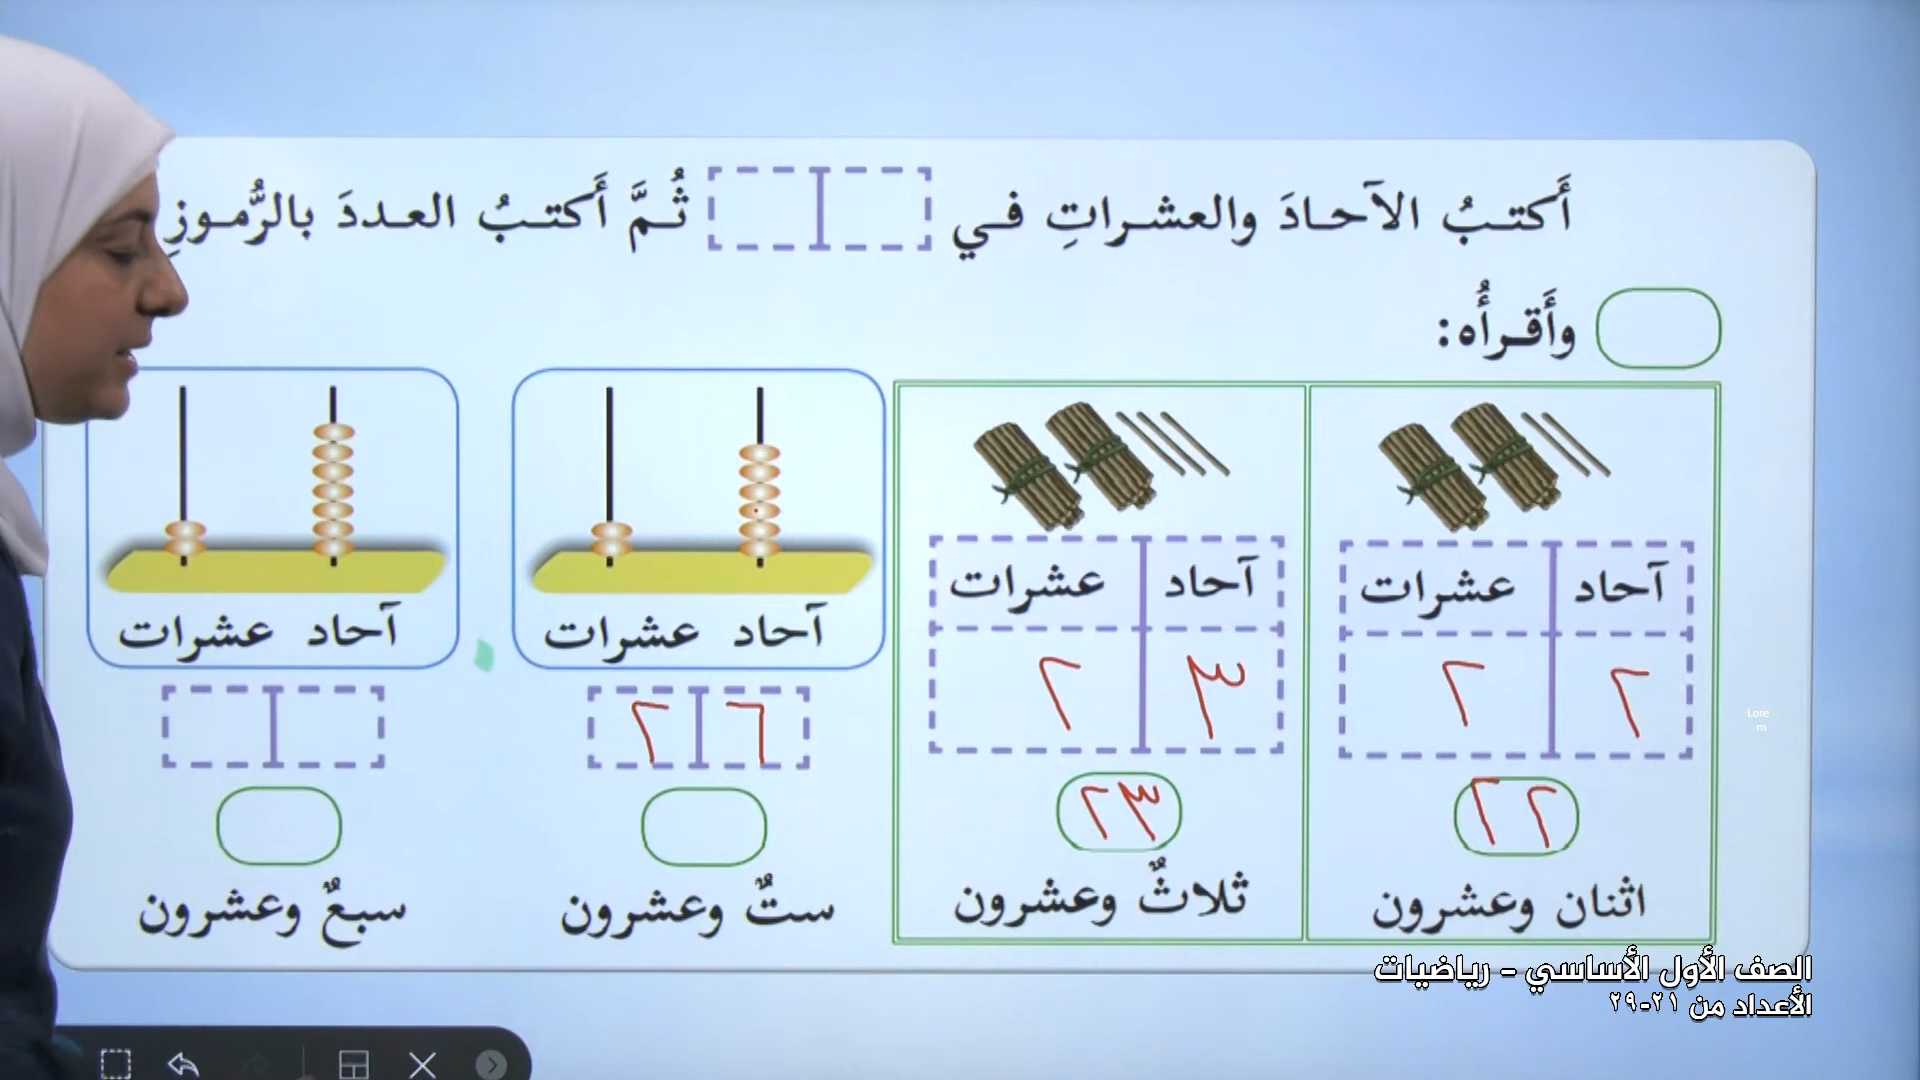 أَكتبُ الآحادَ والعشراتِ في ثُمَّ أَكتبُ العددَ بالرُّموزِ
وأَقرأُه:
آحاد عشرات
٢ ٢
٢٢
اثنان وعشرون
آحاد عشرات
٣ ٢
٢٣
ثلاثٌ وعشرون
آحاد عشرات
٦ ٢
ستٌ وعشرون
آحاد عشرات
سبعٌ وعشرون
Lore
m
الصف الأول الأساسي - رياضيات
الأعداد من ٢١-٢٩